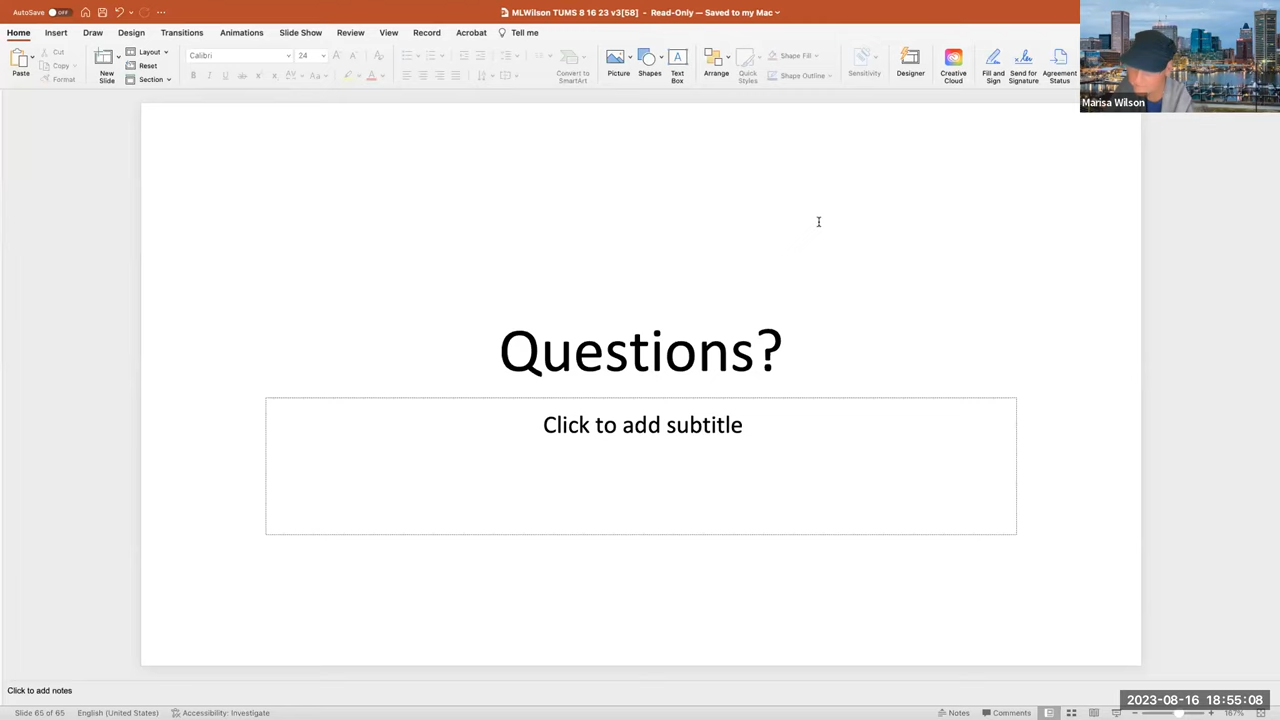 AutoSave OFF
MLWilson TUMS 8 16 23 v3[58] - Read-Only — Saved to my Mac
Home Insert Draw Design Transitions Animations Slide Show Review View Record Acrobat Tell me
Paste
Cut
Copy
Format
New Slide
Layout
Reset
Section
Calibri 24
Convert to SmartArt
Picture
Shapes
Text Box
Arrange
Quick Styles
Shape Fill
Shape Outline
Sensitivity
Designer
Creative Cloud
Fill and Sign
Send for Signature
Agreement Status
Marisa Wilson
Questions?
Click to add subtitle
Click to add notes
2023-08-16 18:55:08
Slide 65 of 65 English (United States) Accessibility: Investigate Notes Comments 167%